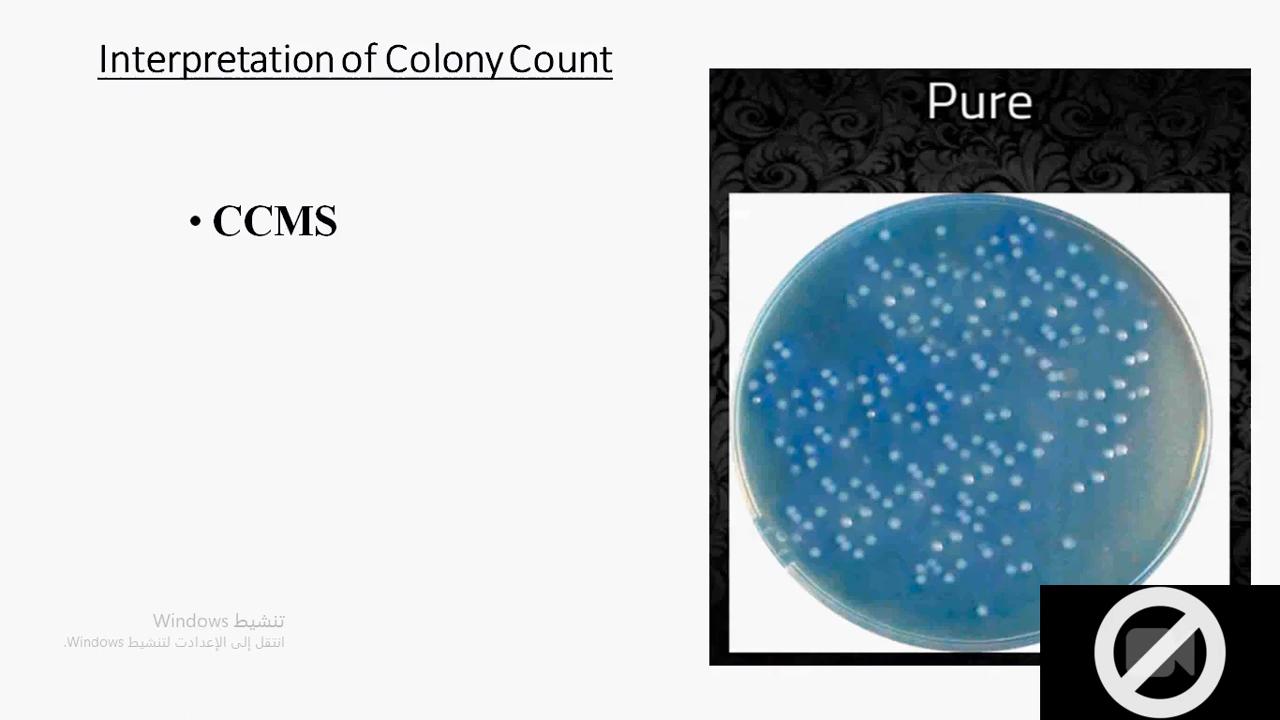 Interpretation of Colony Count
• CCMS
Pure
تنشيط Windows
انتقل إلى الإعدادت لتنشيط Windows.